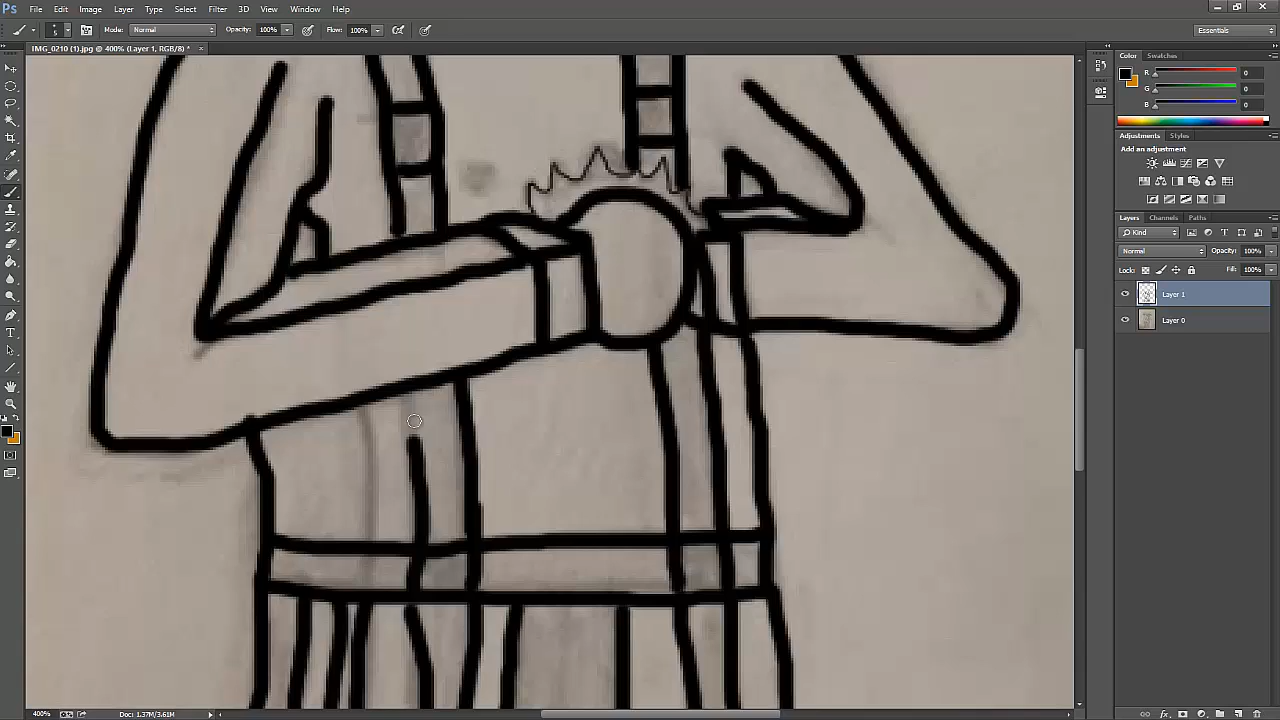 Ps File Edit Image Layer Type Select Filter 3D View Window Help
Mode: Normal Opacity: 100% Flow: 100% Essentials
IMG_0210 (1).jpg @ 400% (Layer 1, RGB/8) * ×
Color Swatches
R 0
G 0
B 0
Adjustments Styles
Add an adjustment
Layers Channels Paths
Kind
Normal Opacity: 100%
Lock: Fill: 100%
Layer 1
Layer 0
400% Doc: 1.37M/3.61M